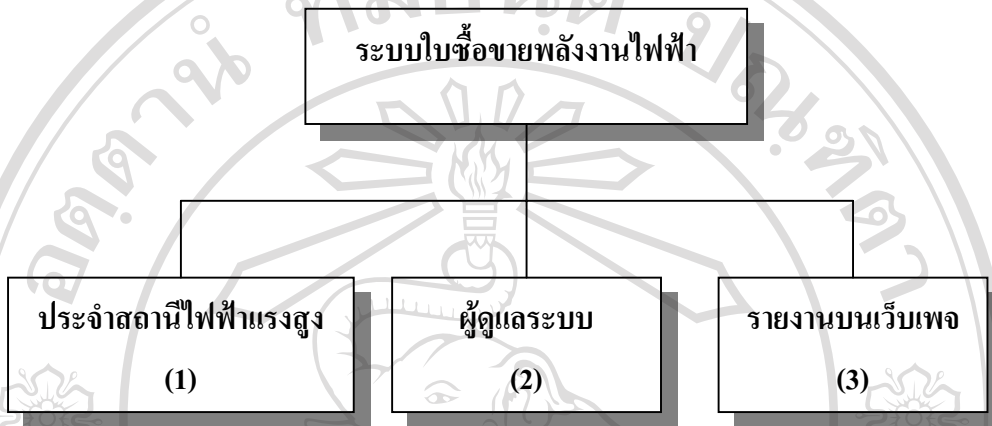 ระบบใบซื้อขายพลังงานไฟฟ้า
ประจำสถานีไฟฟ้าแรงสูง
(1)
ผู้ดูแลระบบ
(2)
รายงานบนเว็บเพจ
(3)